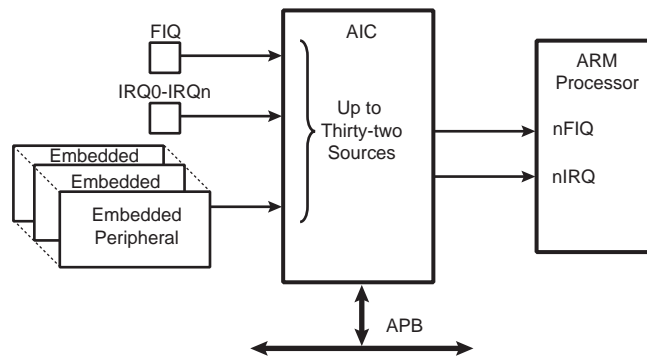 FIQ
AIC
ARM
Processor
IRQ0-IRQn
Up to
Thirty-two
Sources
nFIQ
nIRQ
Embedded
Embedded
Embedded
Peripheral
APB